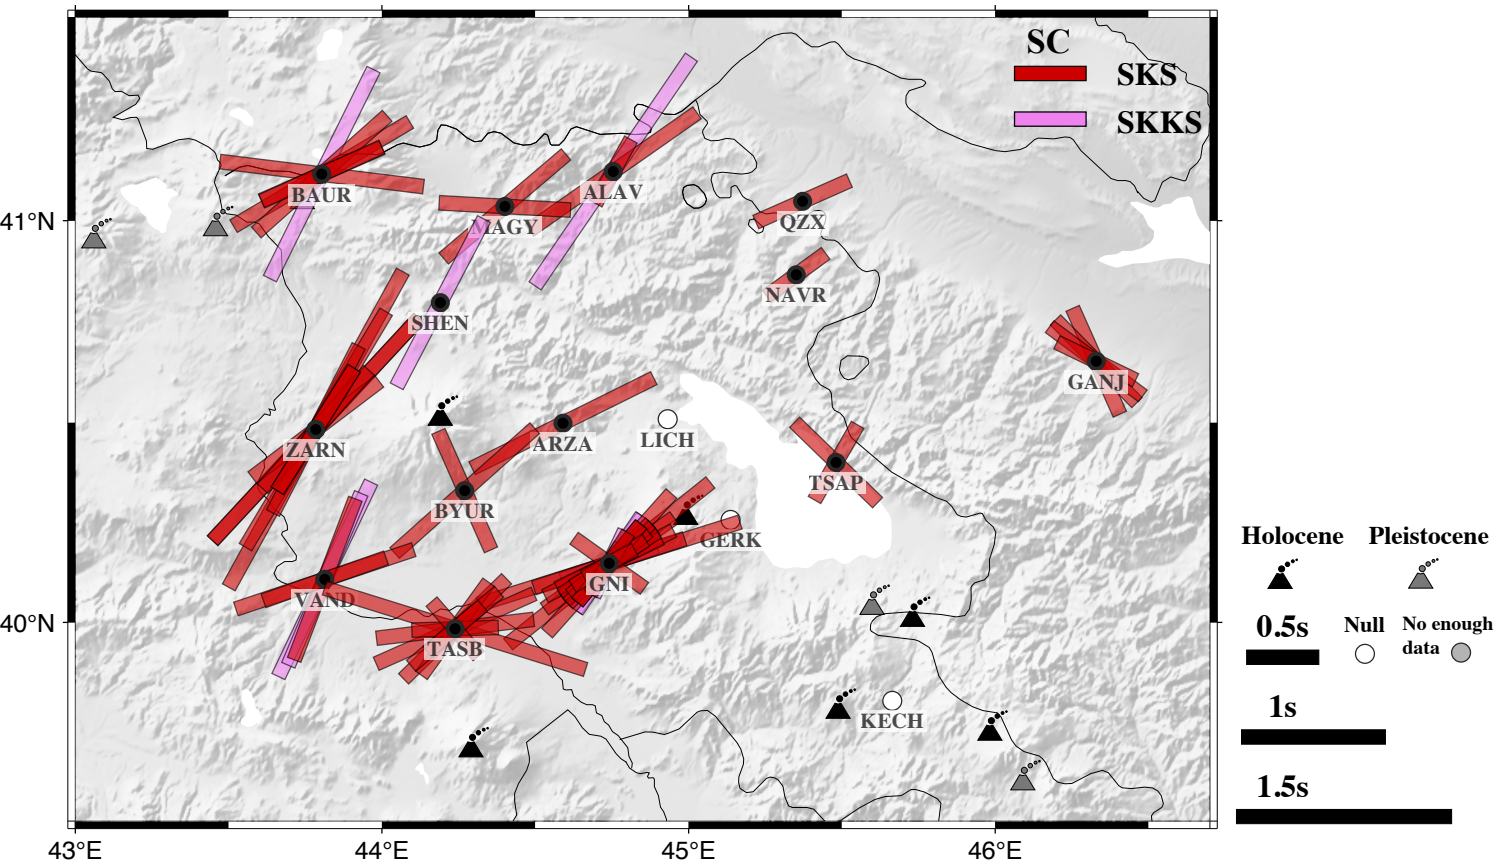 SC
SKS
SKKS
BAUR
ALAV
MAGY
QZX
41°N
NAVR
SHEN
GANJ
ZARN
ARZA
LICH
TSAP
BYUR
GERK
GNI
VAND
40°N
TASB
KECH
43°E
44°E
45°E
46°E
Holocene
Pleistocene
0.5s
Null
No enough
data
1s
1.5s